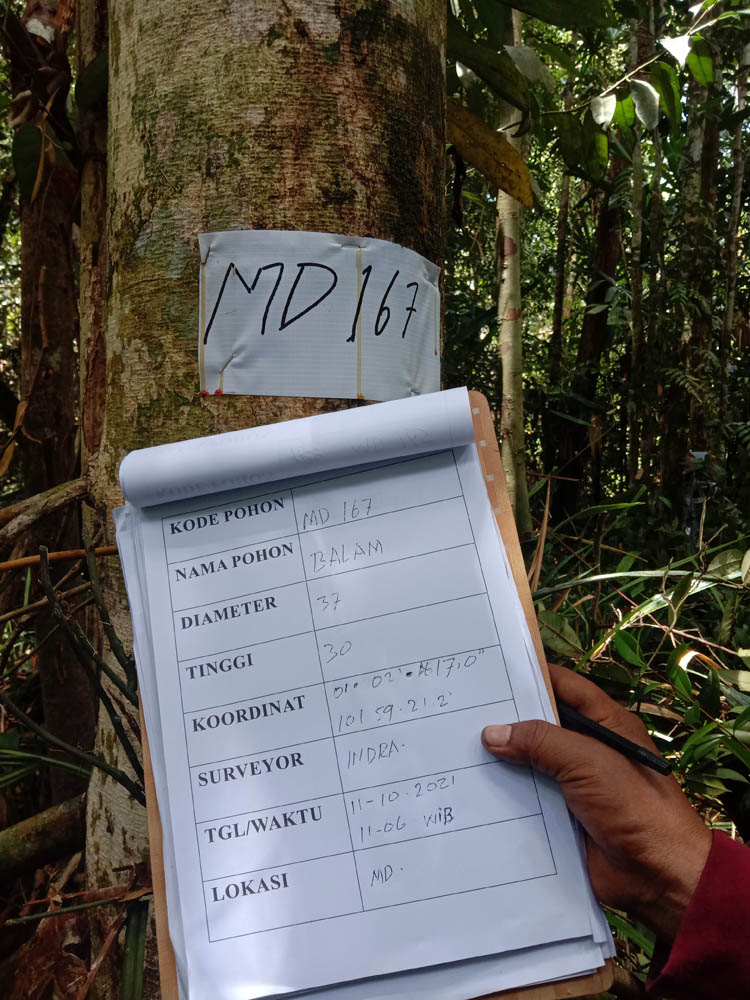 MD 167
KODE POHON MD 167
NAMA POHON BALAM
DIAMETER 37
TINGGI 30
KOORDINAT 01. 02'. 17,0"
101 59. 21. 2'
SURVEYOR INDRA.
TGL/WAKTU 11-10.2021
11-06 WIB
LOKASI MD.